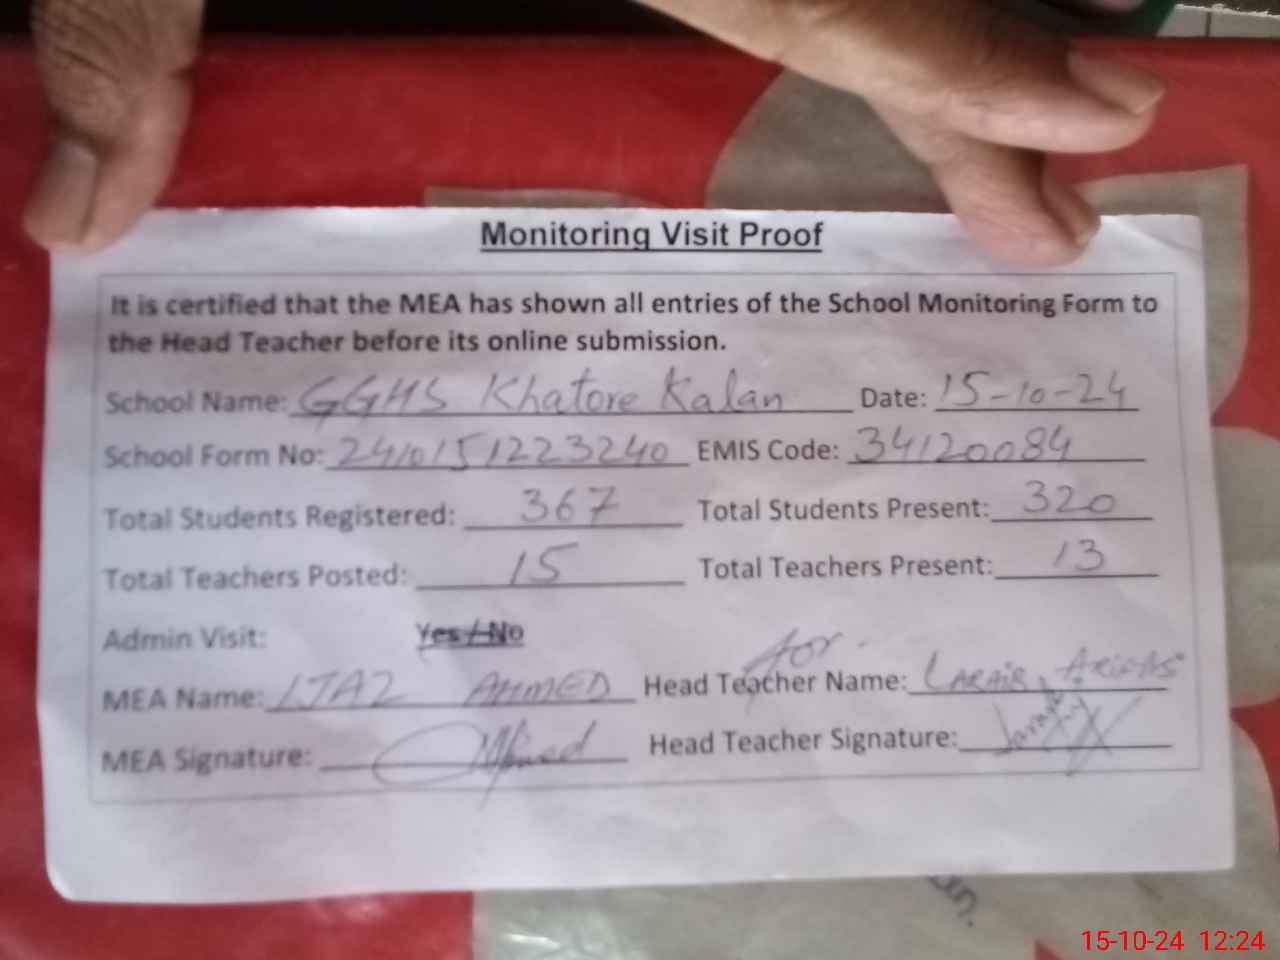 Monitoring Visit Proof
It is certified that the MEA has shown all entries of the School Monitoring Form to
the Head Teacher before its online submission.
School Name: GGHS Khatore Kalan Date: 15-10-24
School Form No: 2410151223240 EMIS Code: 34120084
Total Students Registered: 367 Total Students Present: 320
Total Teachers Posted: 15 Total Teachers Present: 13
Admin Visit: Yes / No
for
MEA Name: IJAZ AHMED Head Teacher Name: LARAIB
MEA Signature: Ahmed Head Teacher Signature:
15-10-24 12:24